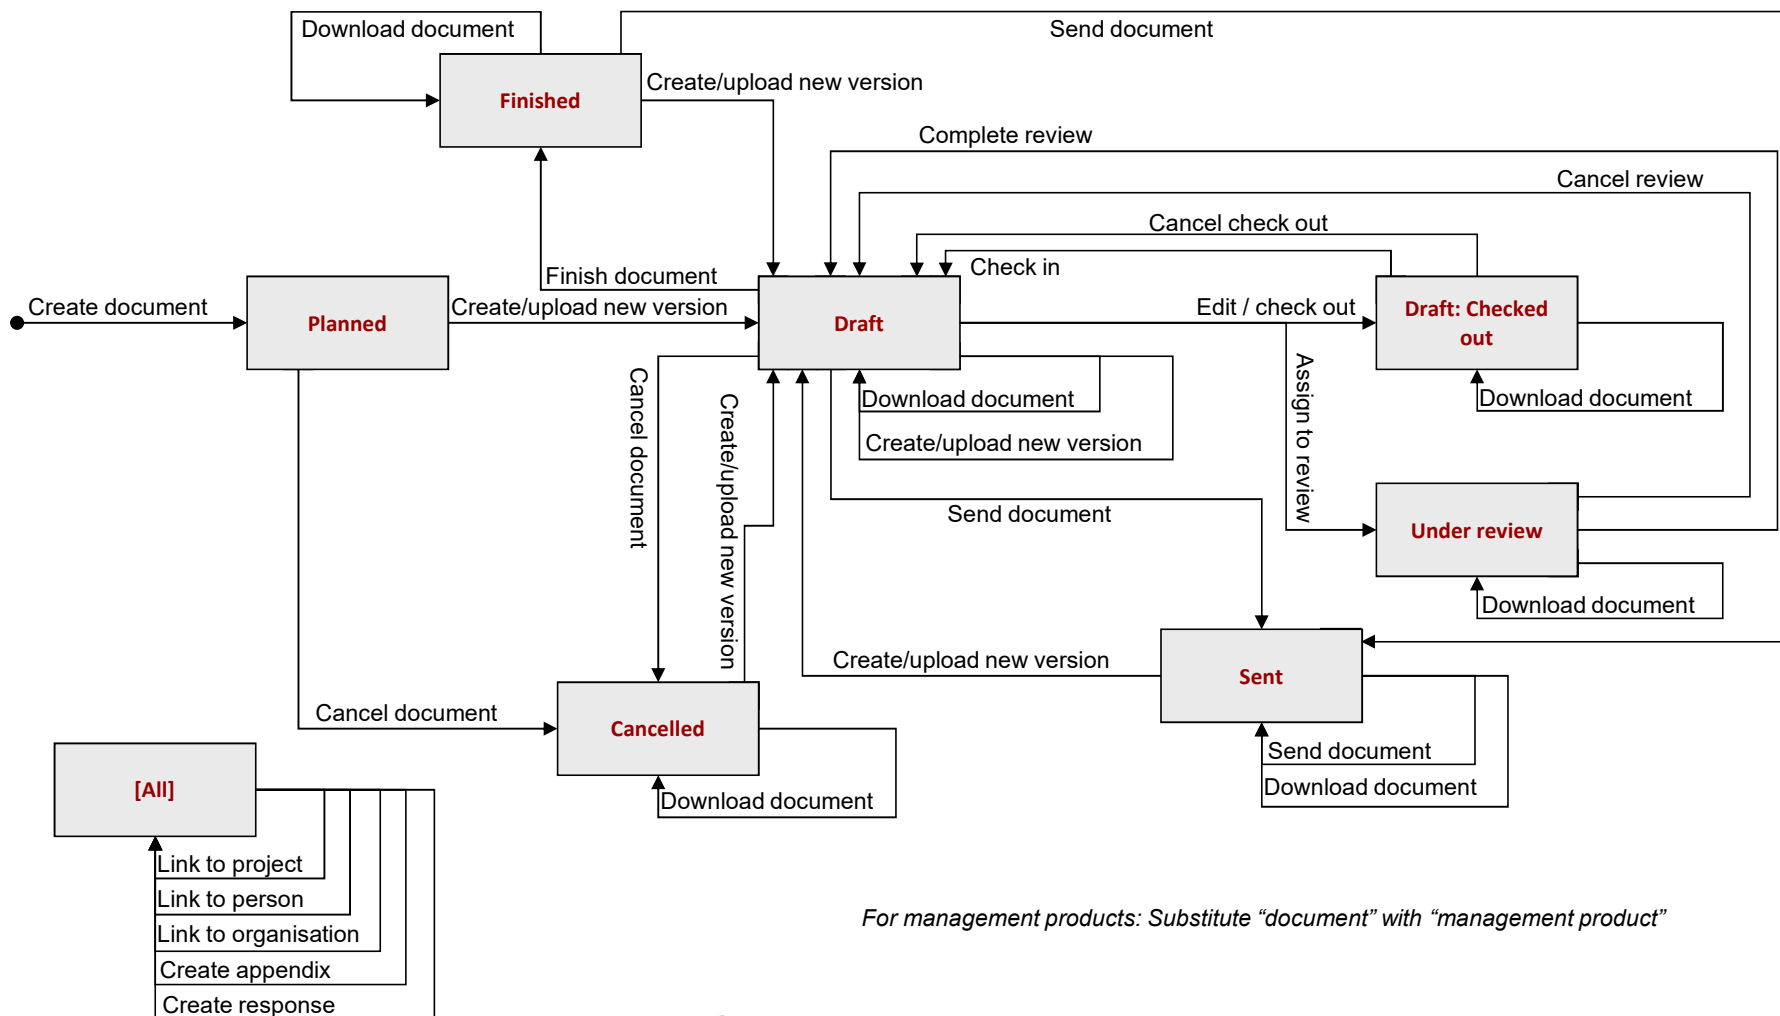 Download document
Send document
Finished
Create/upload new version
Complete review
Cancel review
Cancel check out
Check in
Finish document
Create document
Planned
Create/upload new version
Draft
Edit / check out
Draft: Checked
out
Cancel document
Create/upload new version
Download document
Create/upload new version
Assign to review
Download document
Send document
Under review
Download document
Create/upload new version
Sent
Cancel document
Cancelled
Send document
Download document
Download document
[All]
Link to project
Link to person
Link to organisation
Create appendix
Create response
For management products: Substitute “document” with “management product”